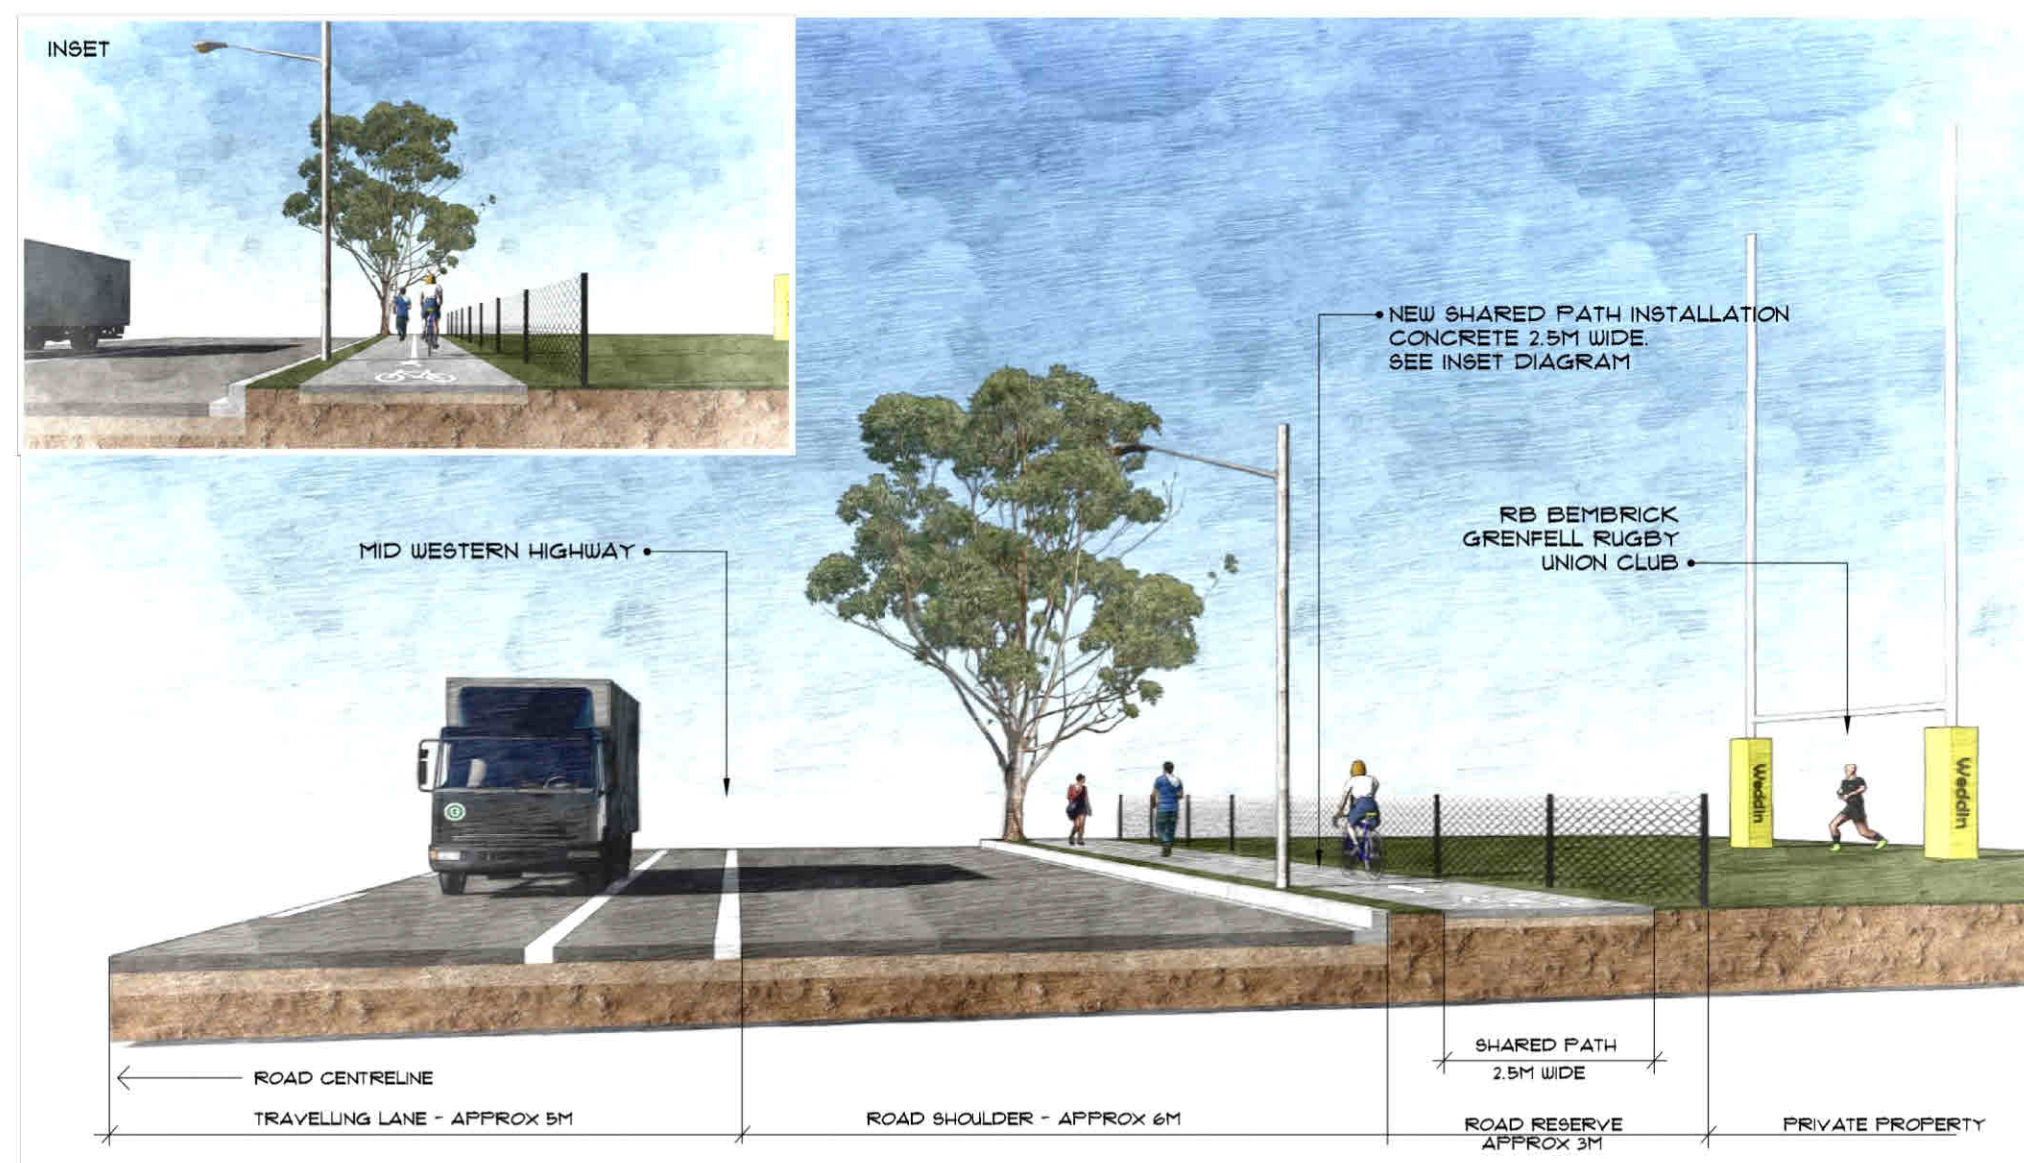 INSET
NEW SHARED PATH INSTALLATION
CONCRETE 2.5M WIDE.
SEE INSET DIAGRAM
RB BEMBRICK
GRENFELL RUGBY
UNION CLUB
MID WESTERN HIGHWAY
Weddin
Weddin
SHARED PATH
2.5M WIDE
ROAD CENTRELINE
TRAVELLING LANE - APPROX 5M
ROAD SHOULDER - APPROX 6M
ROAD RESERVE
APPROX 3M
PRIVATE PROPERTY